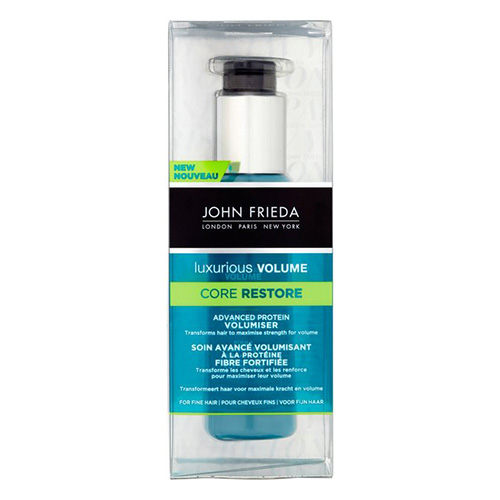 NEW
NOUVEAU
JOHN FRIEDA
LONDON PARIS NEW YORK
luxurious VOLUME
VOLUME
CORE RESTORE
ADVANCED PROTEIN
VOLUMISER
Transforms hair to maximise strength for volume
SOIN AVANCÉ VOLUMISANT
À LA PROTÉINE
FIBRE FORTIFIÉE
Transforme les cheveux et les renforce
pour maximiser leur volume
Transformeert haar voor maximale kracht en volume
FOR FINE HAIR | POUR CHEVEUX FINS | VOOR FIJN HAAR